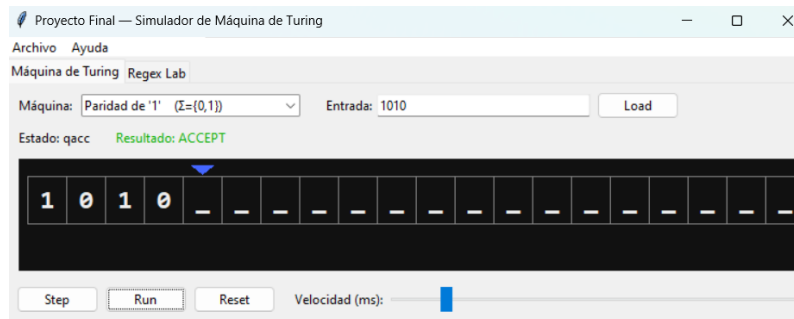 Proyecto Final — Simulador de Máquina de Turing
Archivo Ayuda
Máquina de Turing Regex Lab
Máquina: Paridad de '1' (Σ={0,1}) Entrada: 1010 Load
Estado: qacc Resultado: ACCEPT
1 0 1 0 _ _ _ _ _ _ _ _ _ _ _ _ _ _ _ _
Step Run Reset Velocidad (ms):